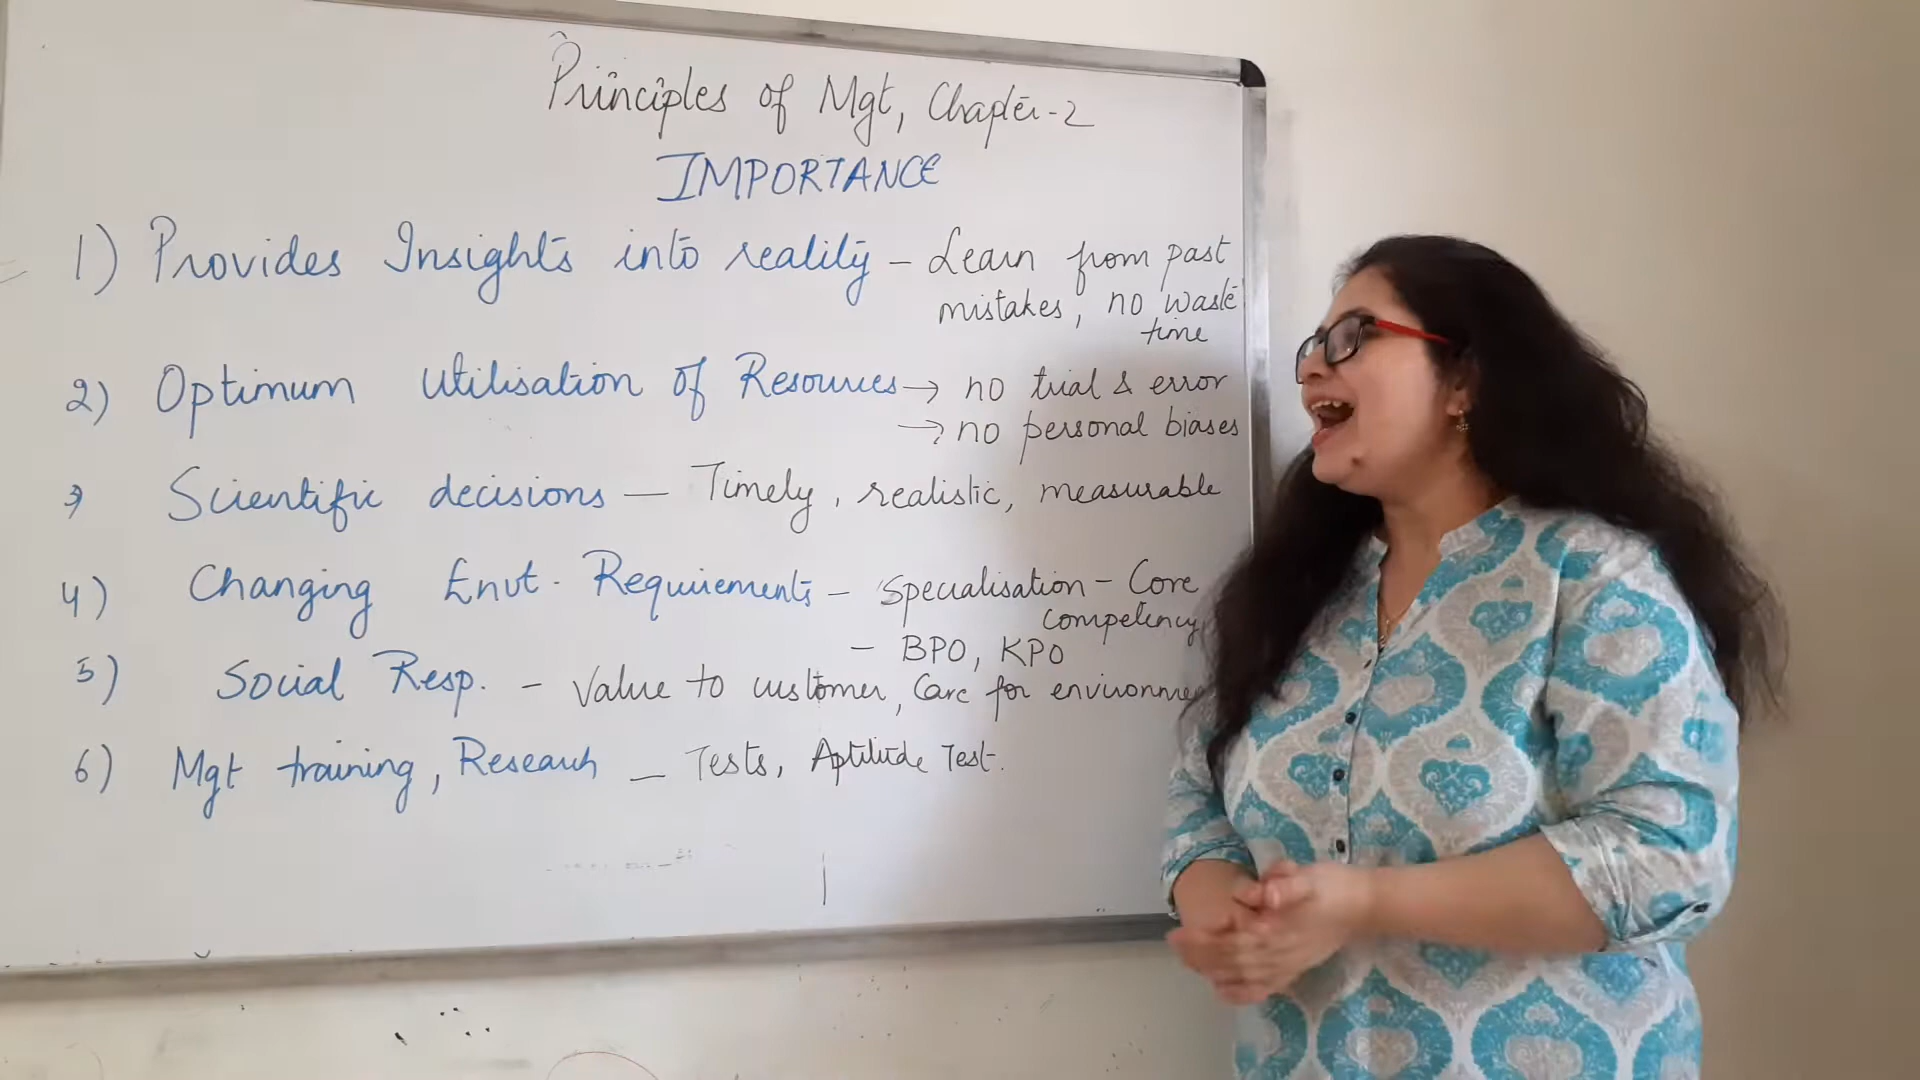 Principles of Mgt, Chapter-2
IMPORTANCE
1) Provides Insights into reality - Learn from past
mistakes, no waste
time
2) Optimum Utilisation of Resources → no trial & error
→ no personal biases
3 Scientific decisions — Timely, realistic, measurable
4) Changing Envt. Requirements - Specialisation - Core
competency
- BPO, KPO
5) Social Resp. - Value to customer, Care for environme
6) Mgt training, Research - Tests, Aptitude Test.